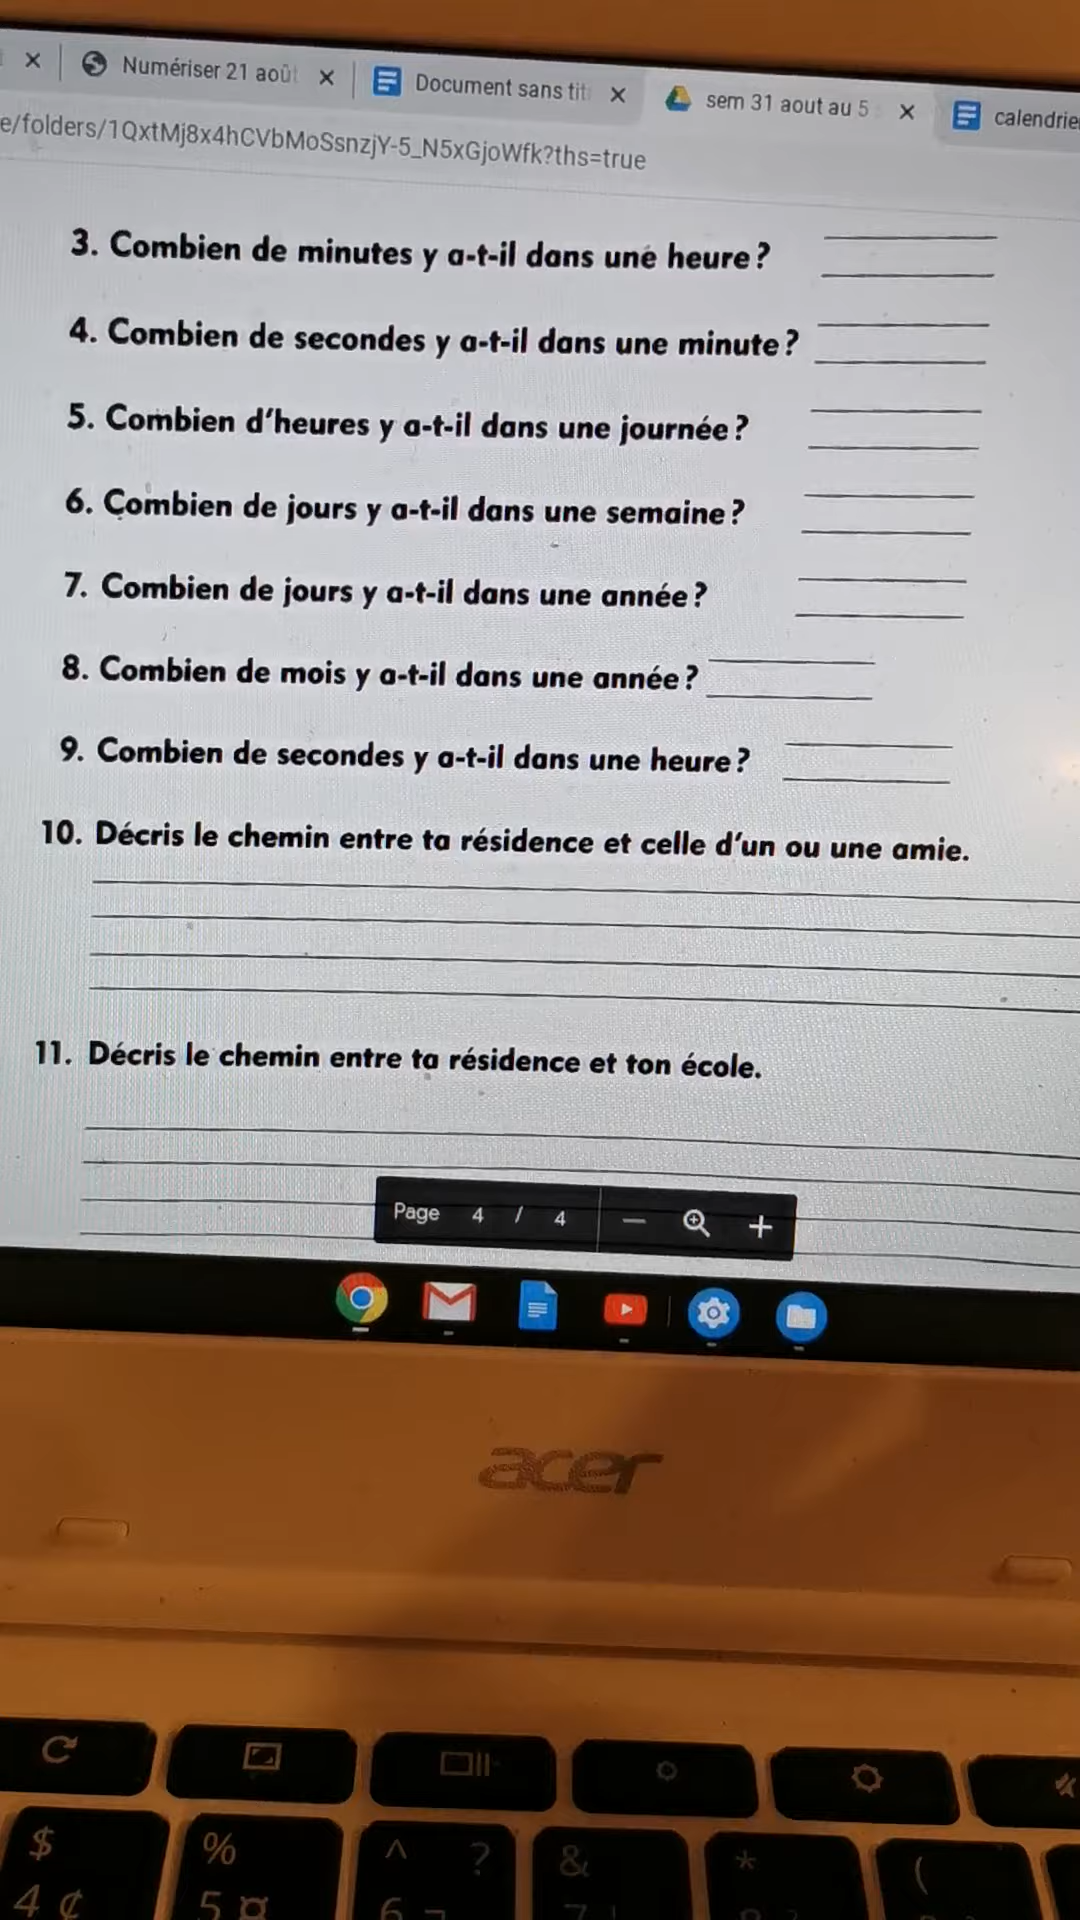 Numériser 21 aoû
Document sans tit
sem 31 aout au 5
calendrie
e/folders/1QxtMj8x4hCVbMoSsnzjY-5_N5xGjoWfk?ths=true
3. Combien de minutes y a-t-il dans une heure ?
4. Combien de secondes y a-t-il dans une minute ?
5. Combien d'heures y a-t-il dans une journée ?
6. Combien de jours y a-t-il dans une semaine ?
7. Combien de jours y a-t-il dans une année ?
8. Combien de mois y a-t-il dans une année ?
9. Combien de secondes y a-t-il dans une heure ?
10. Décris le chemin entre ta résidence et celle d'un ou une amie.
11. Décris le chemin entre ta résidence et ton école.
Page 4 / 4
acer
$ % ^ ? & * (
4 ¢ 5 ¤ 6 ¬ 7